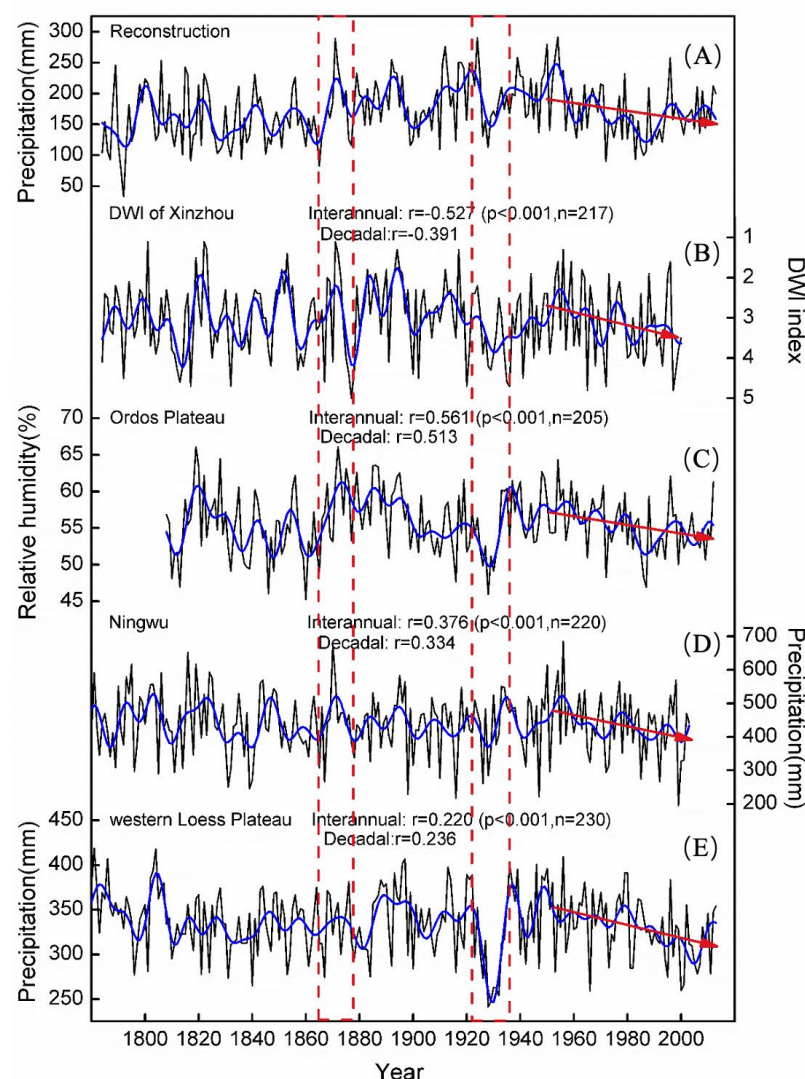 Reconstruction
(A)
Precipitation(mm)
300
250
200
150
100
50
DWI of Xinzhou
Interannual: r=-0.527 (p<0.001,n=217)
Decadal:r=-0.391
(B)
1
2
3
4
5
DWI index
Ordos Plateau
Interannual: r=0.561 (p<0.001,n=205)
Decadal: r=0.513
(C)
Relative humidity(%)
70
65
60
55
50
45
Ningwu
Interannual: r=0.376 (p<0.001,n=220)
Decadal: r=0.334
(D)
700
600
500
400
300
200
Precipitation(mm)
western Loess Plateau
Interannual: r=0.220 (p<0.001,n=230)
Decadal:r=0.236
(E)
Precipitation(mm)
450
400
350
300
250
1800 1820 1840 1860 1880 1900 1920 1940 1960 1980 2000
Year